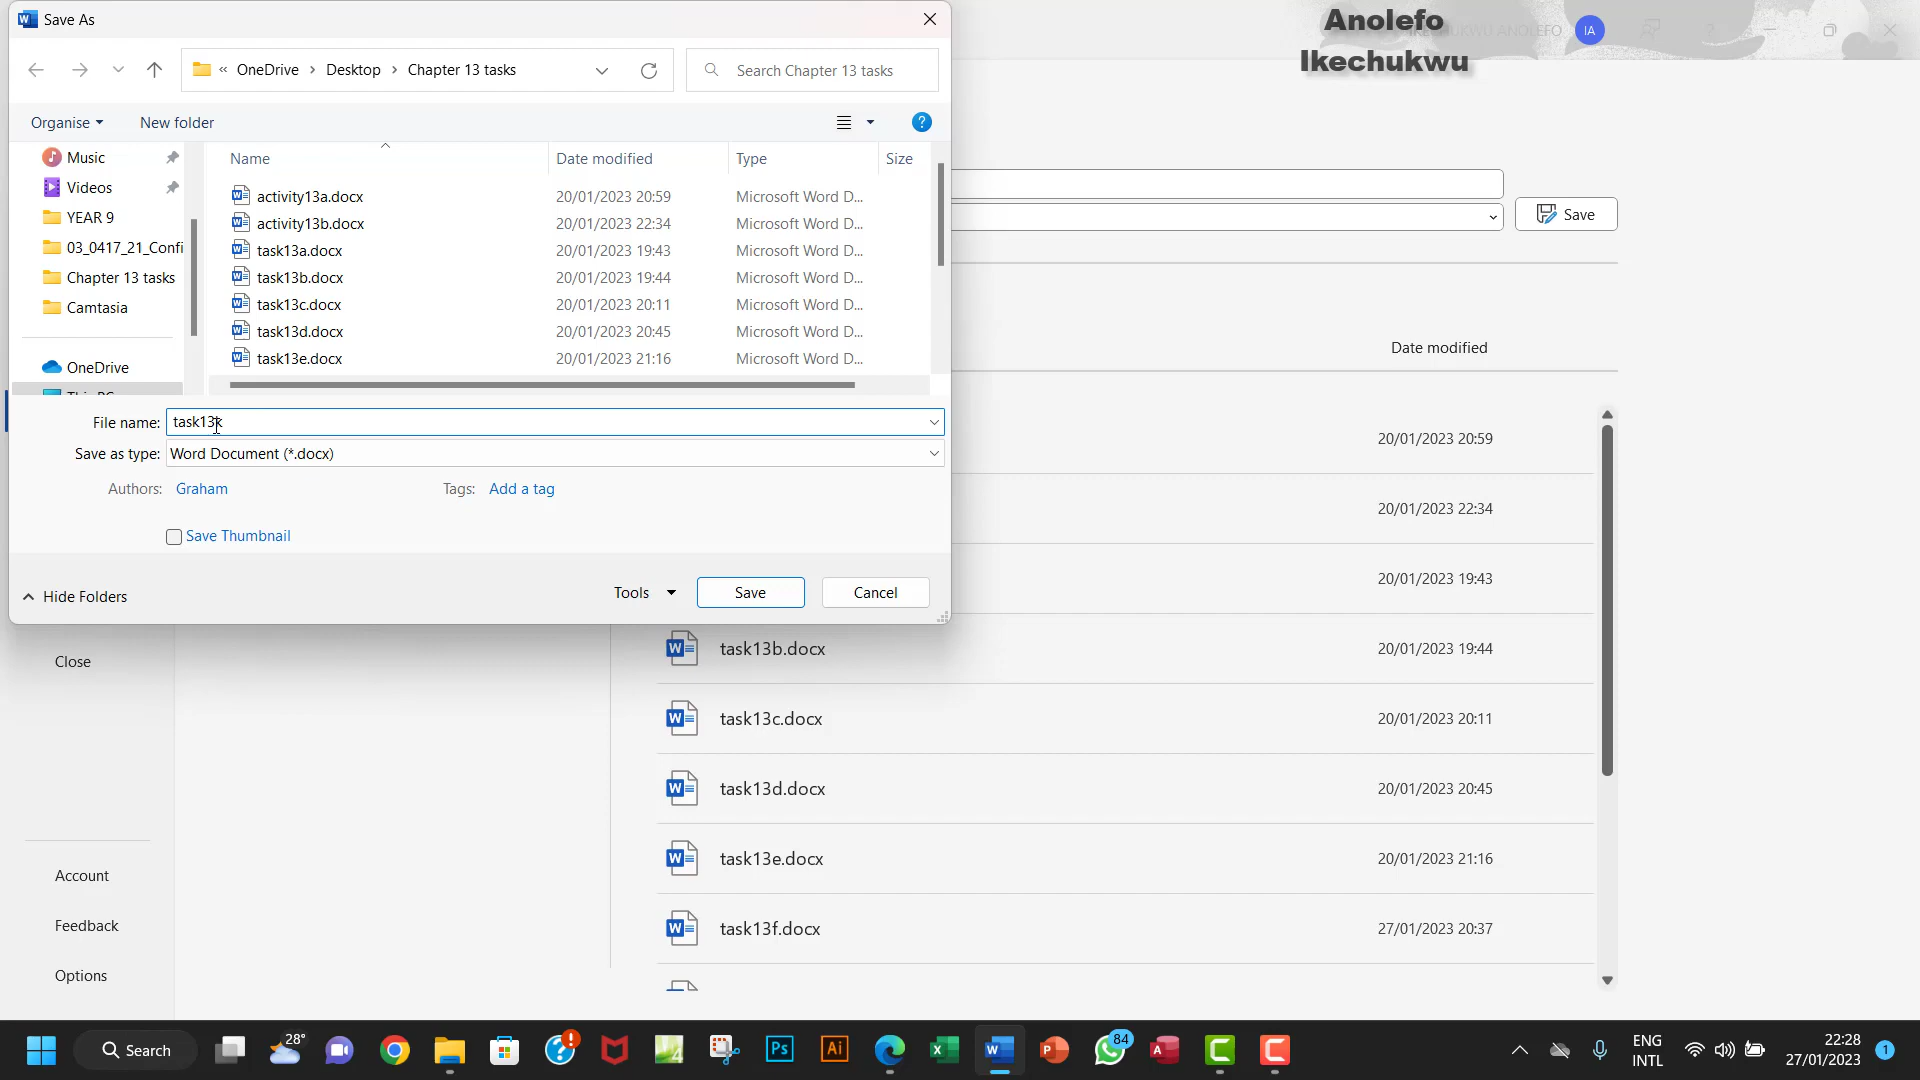 Save As
Anolefo
Ikechukwu
IKECHUKWU ANOLEFO
IA
« OneDrive > Desktop > Chapter 13 tasks
Search Chapter 13 tasks
Organise
New folder
?
Name
Date modified
Type
Size
Music
Videos
YEAR 9
03_0417_21_Confi
Chapter 13 tasks
Camtasia
OneDrive
This PC
activity13a.docx 20/01/2023 20:59 Microsoft Word D...
activity13b.docx 20/01/2023 22:34 Microsoft Word D...
task13a.docx 20/01/2023 19:43 Microsoft Word D...
task13b.docx 20/01/2023 19:44 Microsoft Word D...
task13c.docx 20/01/2023 20:11 Microsoft Word D...
task13d.docx 20/01/2023 20:45 Microsoft Word D...
task13e.docx 20/01/2023 21:16 Microsoft Word D...
File name: task13k
Save as type: Word Document (*.docx)
Authors: Graham
Tags: Add a tag
Save Thumbnail
Hide Folders
Tools
Save
Cancel
Save
Date modified
20/01/2023 20:59
20/01/2023 22:34
20/01/2023 19:43
task13b.docx 20/01/2023 19:44
task13c.docx 20/01/2023 20:11
task13d.docx 20/01/2023 20:45
task13e.docx 20/01/2023 21:16
task13f.docx 27/01/2023 20:37
Close
Account
Feedback
Options
Search
28°
Ps
Ai
84
ENG
INTL
22:28
27/01/2023
1